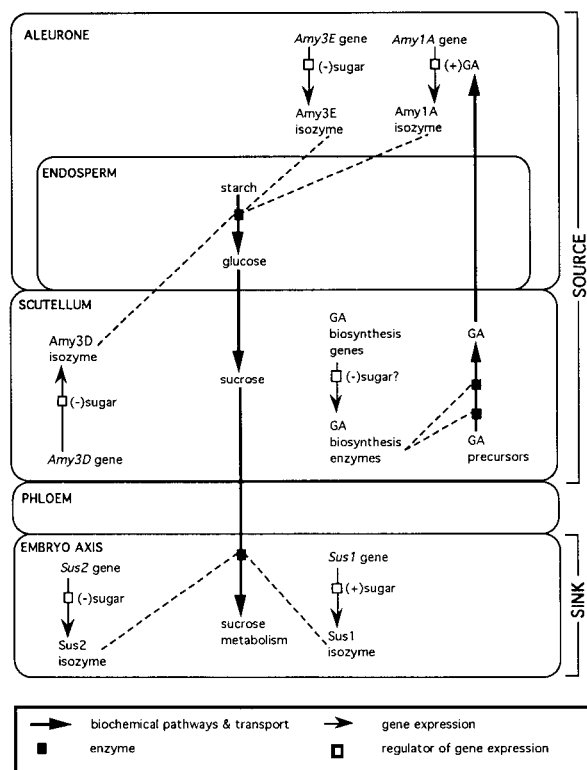 ALEURONE
Amy3E gene
Amy1A gene
(-)sugar
(+)GA
Amy3E
isozyme
Amy1A
isozyme
ENDOSPERM
starch
glucose
SOURCE
SCUTELLUM
Amy3D
isozyme
(-)sugar
Amy3D gene
sucrose
GA
biosynthesis
genes
(-)sugar?
GA
biosynthesis
enzymes
GA
GA
precursors
PHLOEM
EMBRYO AXIS
Sus2 gene
(-)sugar
Sus2
isozyme
sucrose
metabolism
Sus1 gene
(+)sugar
Sus1
isozyme
SINK
biochemical pathways & transport
gene expression
enzyme
regulator of gene expression